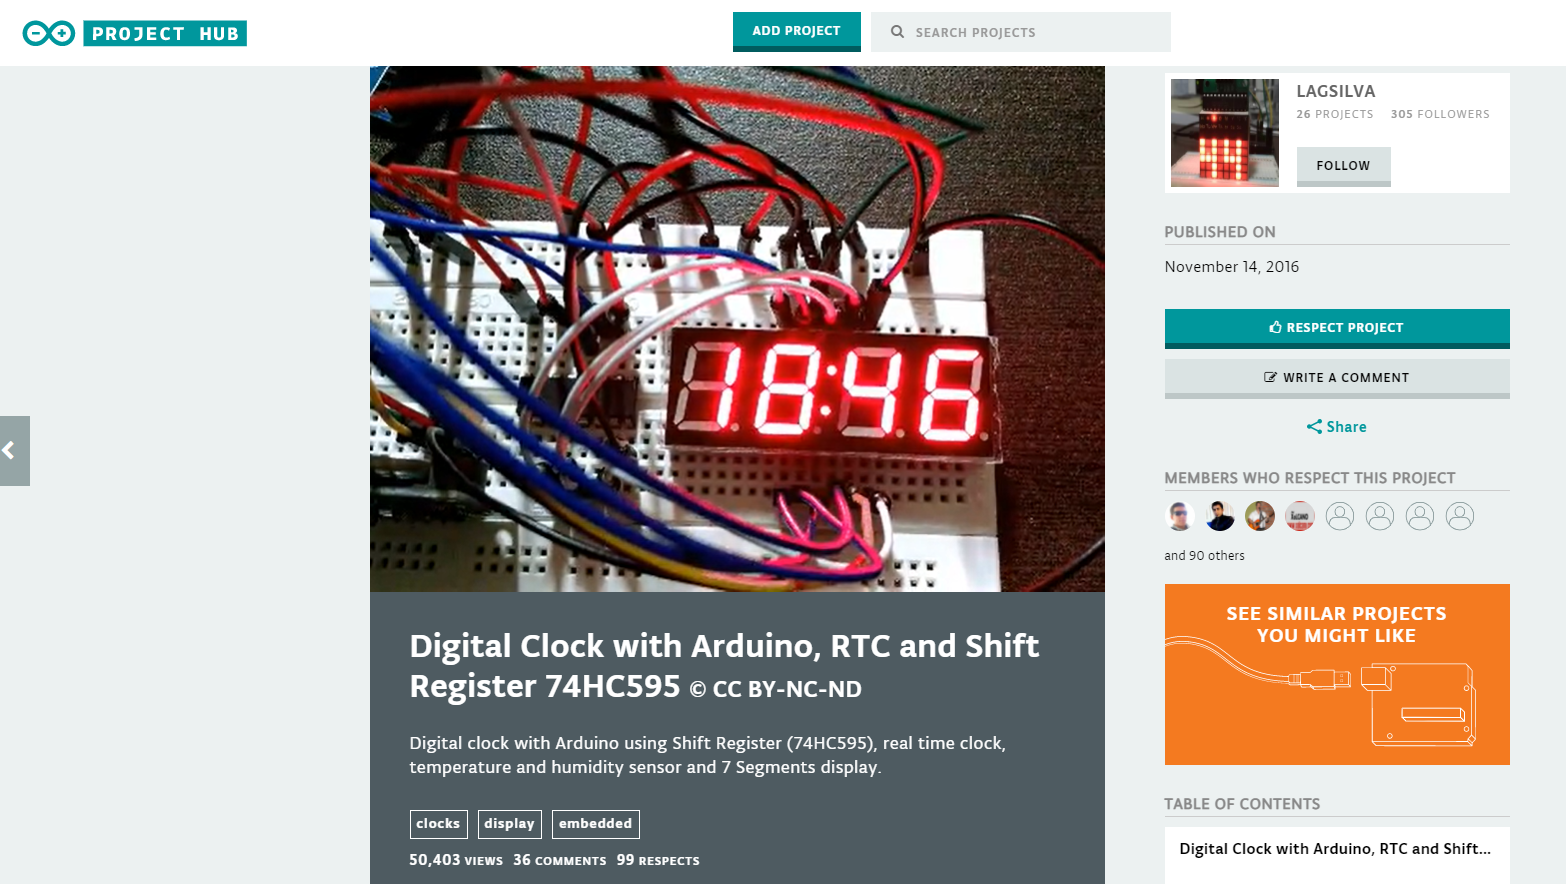 PROJECT HUB
ADD PROJECT
SEARCH PROJECTS
18:46
Digital Clock with Arduino, RTC and Shift
Register 74HC595 © CC BY-NC-ND
Digital clock with Arduino using Shift Register (74HC595), real time clock,
temperature and humidity sensor and 7 Segments display.
clocks display embedded
50,403 VIEWS 36 COMMENTS 99 RESPECTS
LAGSILVA
26 PROJECTS 305 FOLLOWERS
FOLLOW
PUBLISHED ON
November 14, 2016
RESPECT PROJECT
WRITE A COMMENT
Share
MEMBERS WHO RESPECT THIS PROJECT
and 90 others
SEE SIMILAR PROJECTS
YOU MIGHT LIKE
TABLE OF CONTENTS
Digital Clock with Arduino, RTC and Shift...